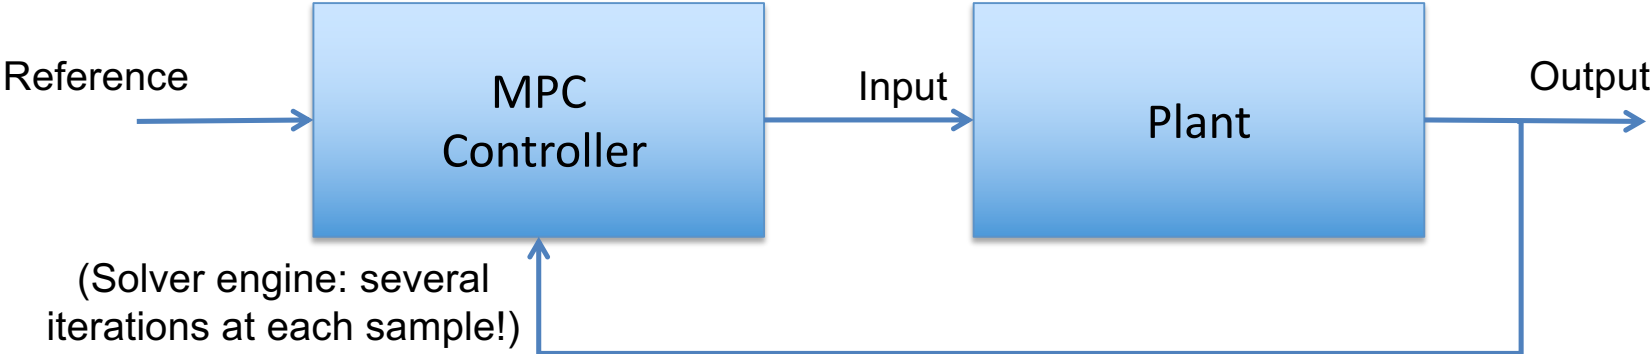 Reference
MPC
Controller
Input
Plant
Output
(Solver engine: several
iterations at each sample!)